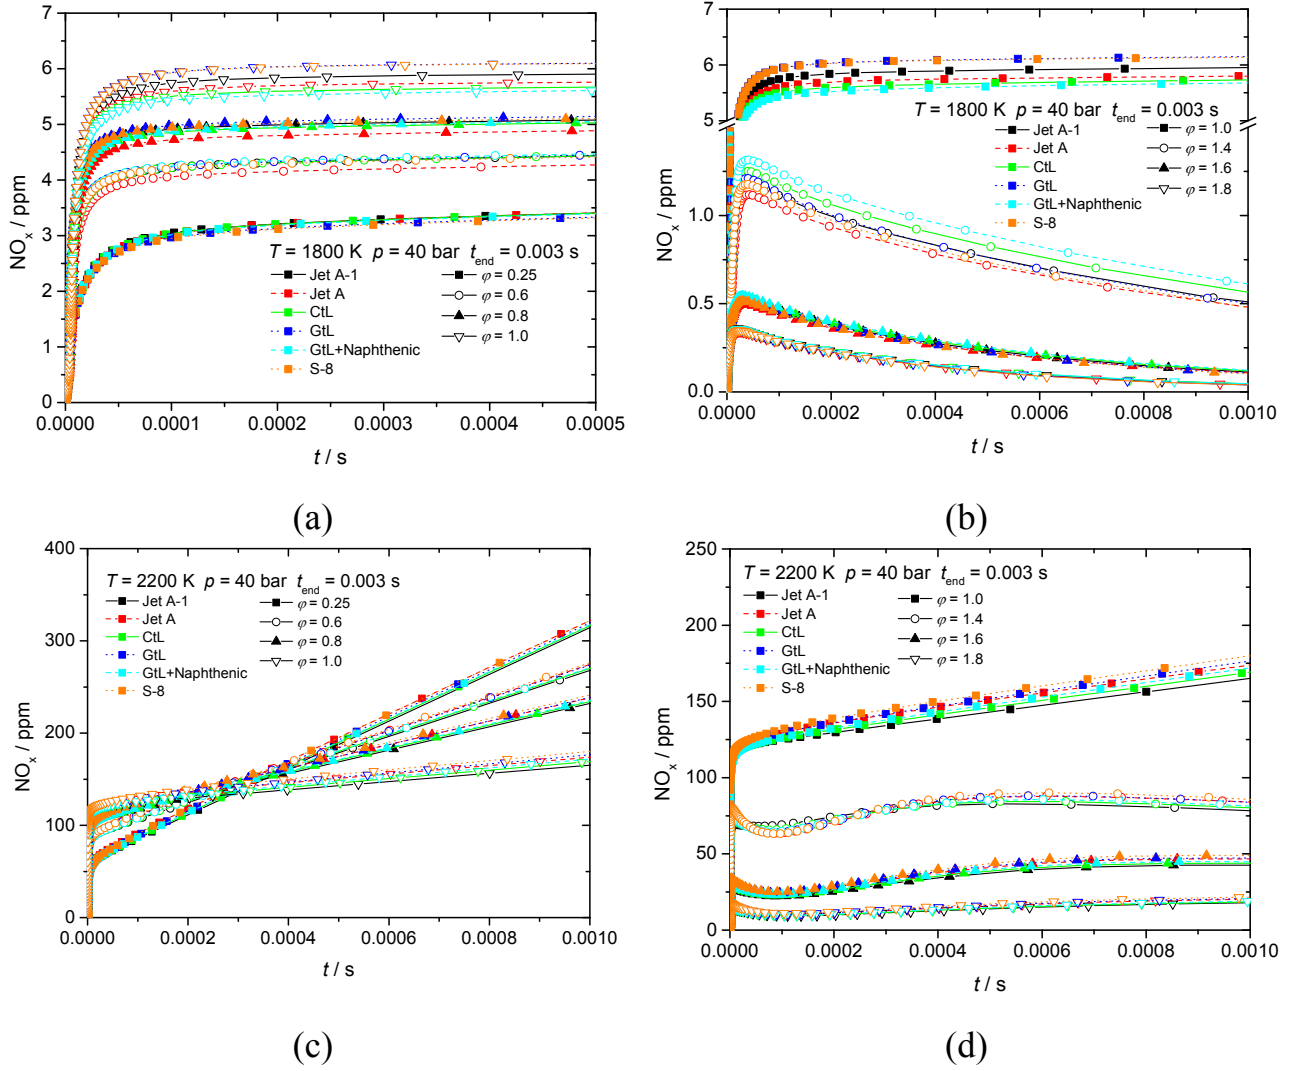 7
6
5
4
3
2
1
0
NOx / ppm
T = 1800 K p = 40 bar tend = 0.003 s
Jet A-1
Jet A
CtL
GtL
GtL+Naphthenic
S-8
φ = 0.25
φ = 0.6
φ = 0.8
φ = 1.0
0.0000 0.0001 0.0002 0.0003 0.0004 0.0005
t / s
(a)
7
6
5
1.0
0.5
0.0
NOx / ppm
T = 1800 K p = 40 bar tend = 0.003 s
Jet A-1
Jet A
CtL
GtL
GtL+Naphthenic
S-8
φ = 1.0
φ = 1.4
φ = 1.6
φ = 1.8
0.0000 0.0002 0.0004 0.0006 0.0008 0.0010
t / s
(b)
400
300
200
100
0
NOx / ppm
T = 2200 K p = 40 bar tend = 0.003 s
Jet A-1
Jet A
CtL
GtL
GtL+Naphthenic
S-8
φ = 0.25
φ = 0.6
φ = 0.8
φ = 1.0
0.0000 0.0002 0.0004 0.0006 0.0008 0.0010
t / s
(c)
250
200
150
100
50
0
NOx / ppm
T = 2200 K p = 40 bar tend = 0.003 s
Jet A-1
Jet A
CtL
GtL
GtL+Naphthenic
S-8
φ = 1.0
φ = 1.4
φ = 1.6
φ = 1.8
0.0000 0.0002 0.0004 0.0006 0.0008 0.0010
t / s
(d)